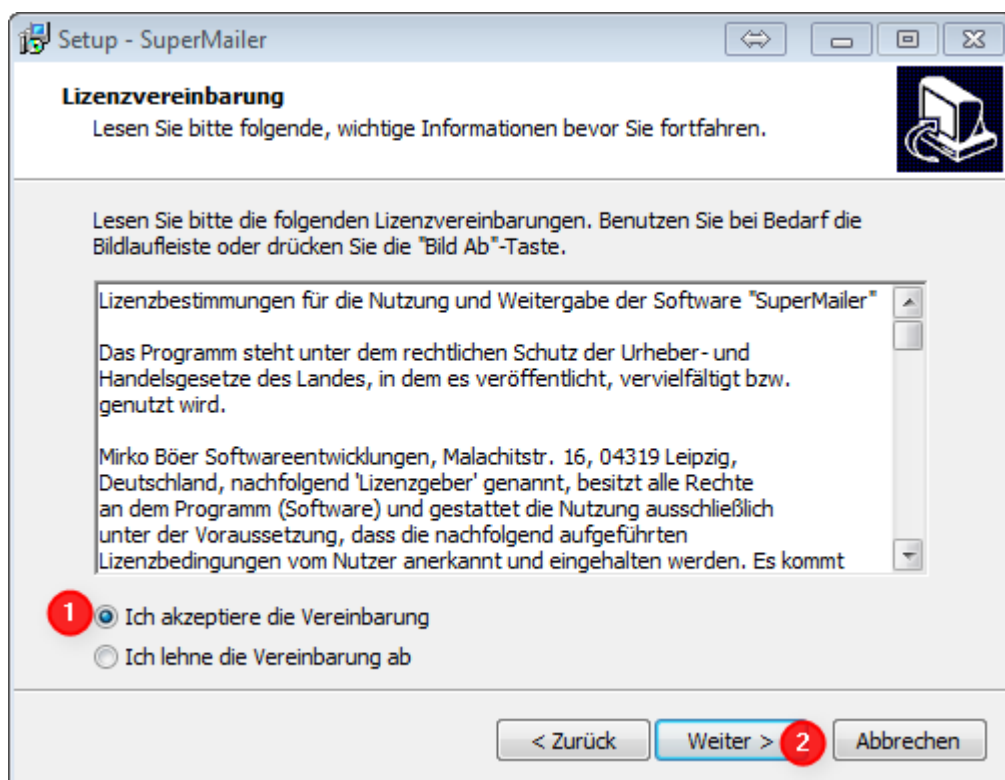 Setup - SuperMailer
Lizenzvereinbarung
Lesen Sie bitte folgende, wichtige Informationen bevor Sie fortfahren.
Lesen Sie bitte die folgenden Lizenzvereinbarungen. Benutzen Sie bei Bedarf die
Bildlaufleiste oder drücken Sie die "Bild Ab"-Taste.
Lizenzbestimmungen für die Nutzung und Weitergabe der Software "SuperMailer"
Das Programm steht unter dem rechtlichen Schutz der Urheber- und
Handelsgesetze des Landes, in dem es veröffentlicht, vervielfältigt bzw.
genutzt wird.
Mirko Böer Softwareentwicklungen, Malachitstr. 16, 04319 Leipzig,
Deutschland, nachfolgend 'Lizenzgeber' genannt, besitzt alle Rechte
an dem Programm (Software) und gestattet die Nutzung ausschließlich
unter der Voraussetzung, dass die nachfolgend aufgeführten
Lizenzbedingungen vom Nutzer anerkannt und eingehalten werden. Es kommt
1 Ich akzeptiere die Vereinbarung
Ich lehne die Vereinbarung ab
< Zurück Weiter > 2 Abbrechen